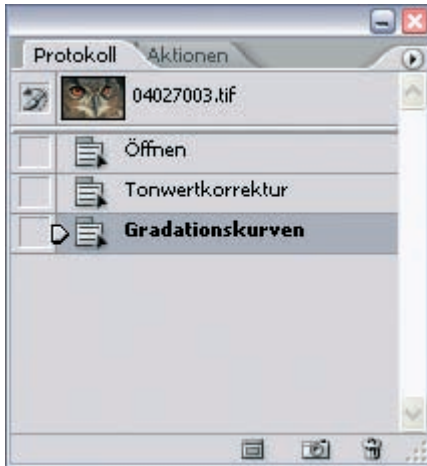 Protokoll Aktionen
04027003.tif
Öffnen
Tonwertkorrektur
Gradationskurven